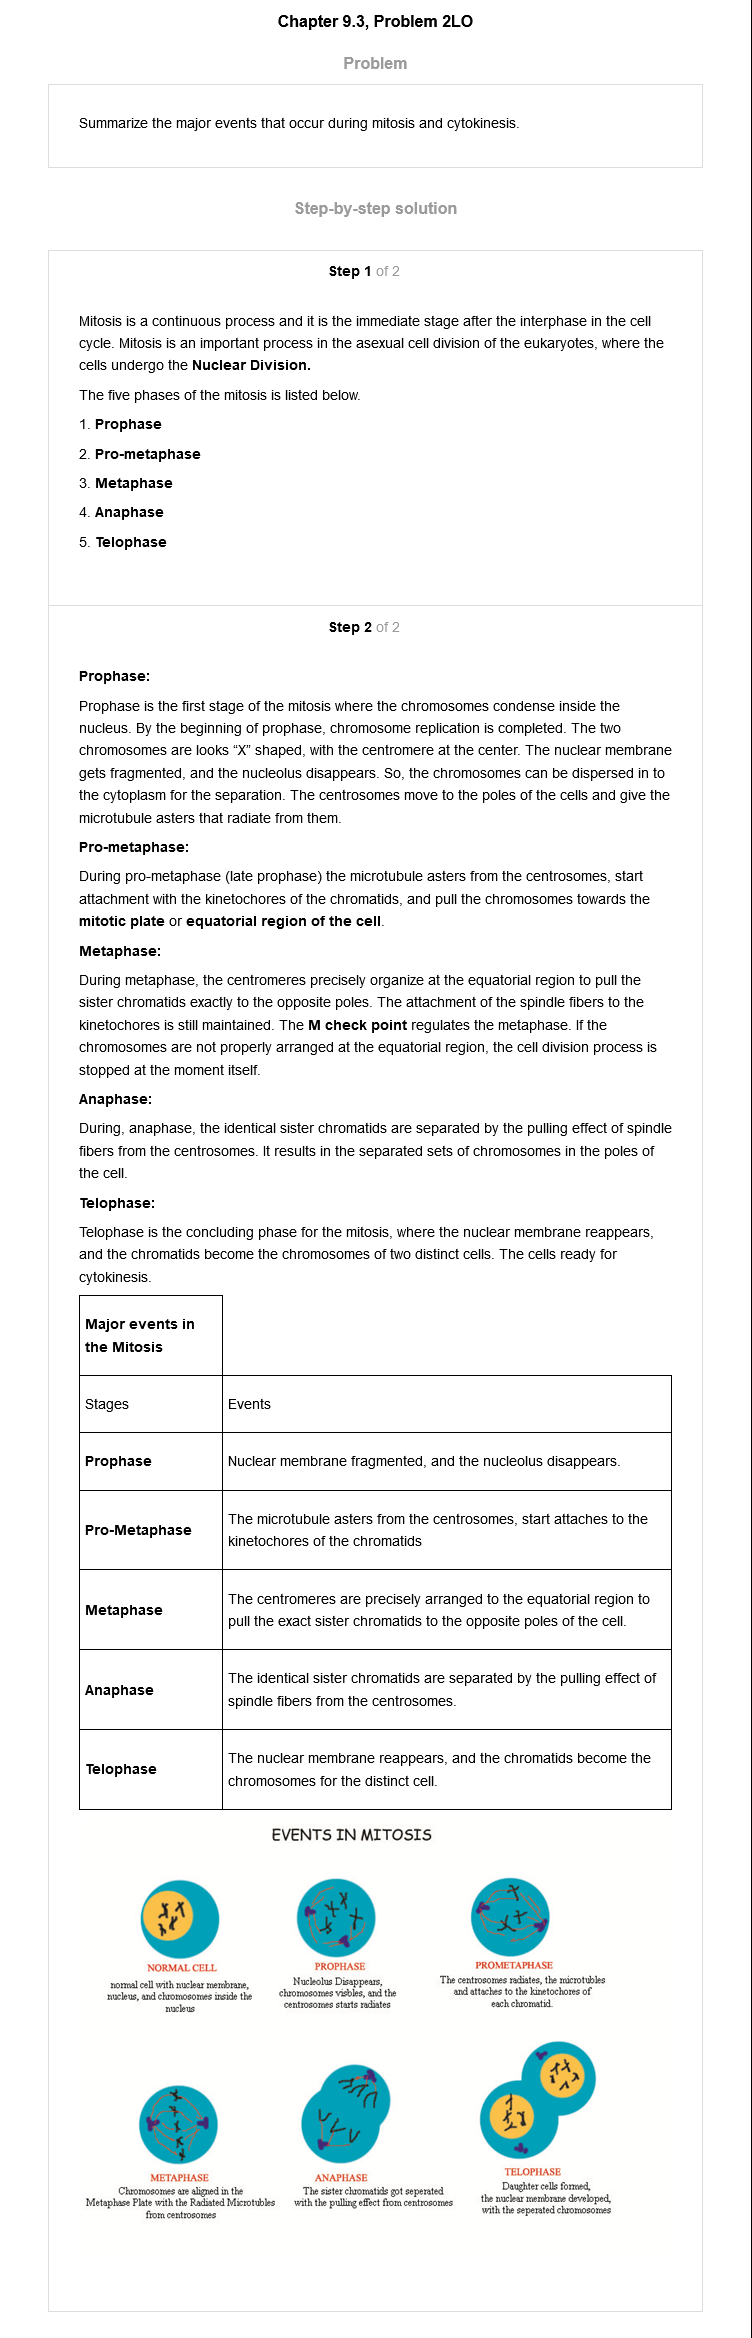 Chapter 9.3, Problem 2LO
Problem
Summarize the major events that occur during mitosis and cytokinesis.
Step-by-step solution
Step 1 of 2
Mitosis is a continuous process and it is the immediate stage after the interphase in the cell
cycle. Mitosis is an important process in the asexual cell division of the eukaryotes, where the
cells undergo the Nuclear Division.
The five phases of the mitosis is listed below.
1. Prophase
2. Pro-metaphase
3. Metaphase
4. Anaphase
5. Telophase
Step 2 of 2
Prophase:
Prophase is the first stage of the mitosis where the chromosomes condense inside the
nucleus. By the beginning of prophase, chromosome replication is completed. The two
chromosomes are looks “X” shaped, with the centromere at the center. The nuclear membrane
gets fragmented, and the nucleolus disappears. So, the chromosomes can be dispersed in to
the cytoplasm for the separation. The centrosomes move to the poles of the cells and give the
microtubule asters that radiate from them.
Pro-metaphase:
During pro-metaphase (late prophase) the microtubule asters from the centrosomes, start
attachment with the kinetochores of the chromatids, and pull the chromosomes towards the
mitotic plate or equatorial region of the cell.
Metaphase:
During metaphase, the centromeres precisely organize at the equatorial region to pull the
sister chromatids exactly to the opposite poles. The attachment of the spindle fibers to the
kinetochores is still maintained. The M check point regulates the metaphase. If the
chromosomes are not properly arranged at the equatorial region, the cell division process is
stopped at the moment itself.
Anaphase:
During, anaphase, the identical sister chromatids are separated by the pulling effect of spindle
fibers from the centrosomes. It results in the separated sets of chromosomes in the poles of
the cell.
Telophase:
Telophase is the concluding phase for the mitosis, where the nuclear membrane reappears,
and the chromatids become the chromosomes of two distinct cells. The cells ready for
cytokinesis.
Major events in
the Mitosis
Stages Events
Prophase Nuclear membrane fragmented, and the nucleolus disappears.
Pro-Metaphase
The microtubule asters from the centrosomes, start attaches to the
kinetochores of the chromatids
Metaphase
The centromeres are precisely arranged to the equatorial region to
pull the exact sister chromatids to the opposite poles of the cell.
Anaphase
The identical sister chromatids are separated by the pulling effect of
spindle fibers from the centrosomes.
Telophase
The nuclear membrane reappears, and the chromatids become the
chromosomes for the distinct cell.
EVENTS IN MITOSIS
NORMAL CELL
normal cell with nuclear membrane,
nucleus, and chromosomes inside the
nucleus
PROPHASE
Nucleolus Disappears,
chromosomes visbles, and the
centrosomes starts radiates
PROMETAPHASE
The centrosomes radiates, the microtubles
and attaches to the kinetochores of
each chromatid.
METAPHASE
Chromosomes are aligned in the
Metaphase Plate with the Radiated Microtubles
from centrosomes
ANAPHASE
The sister chromatids got seperated
with the pulling effect from centrosomes
TELOPHASE
Daughter cells formed,
the nuclear membrane developed,
with the seperated chromosomes